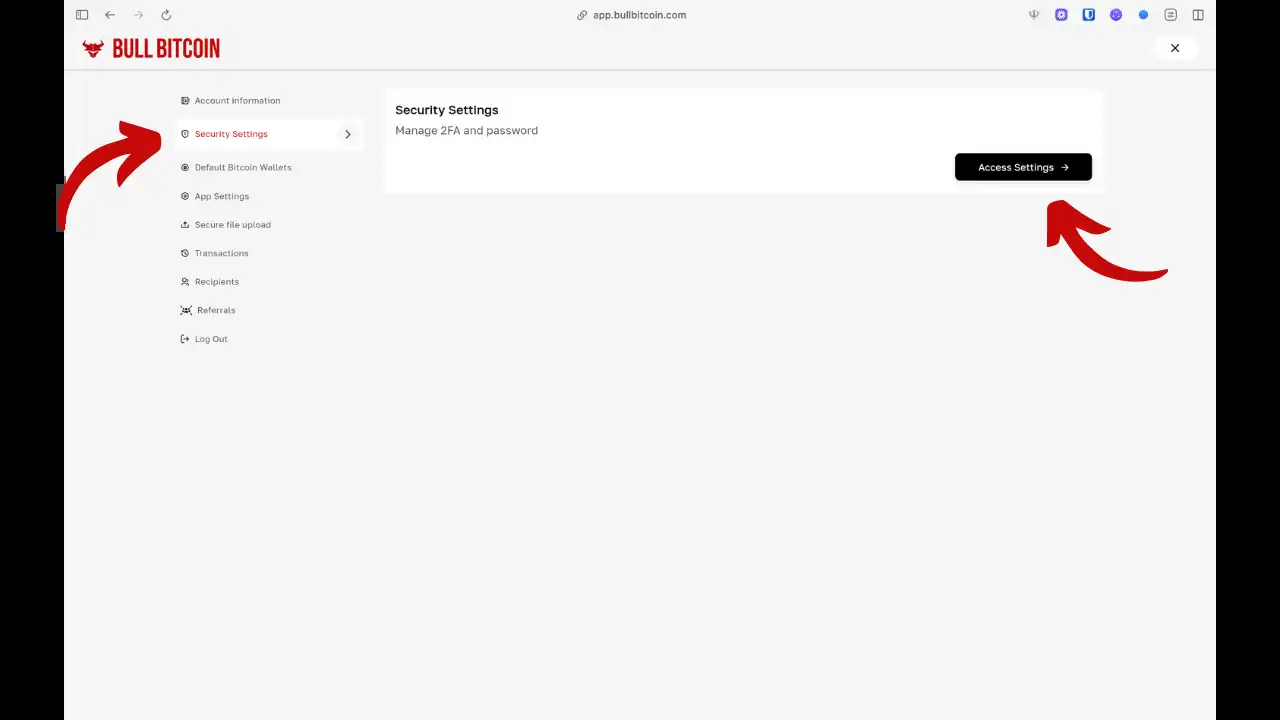 app.bullbitcoin.com
BULL BITCOIN
Account information
Security Settings
Default Bitcoin Wallets
App Settings
Secure file upload
Transactions
Recipients
Referrals
Log Out
Security Settings
Manage 2FA and password
Access Settings